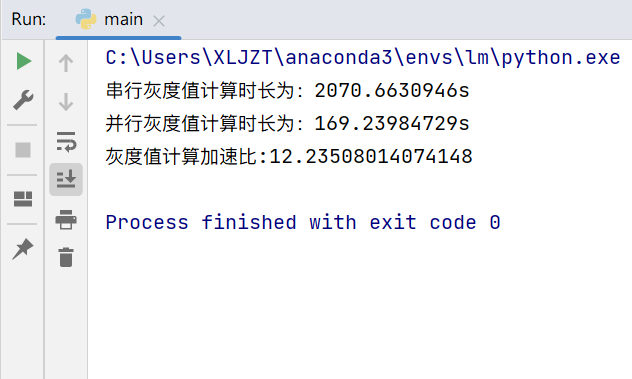 Run: main
C:\Users\XLJZT\anaconda3\envs\lm\python.exe
串行灰度值计算时长为：2070.6630946s
并行灰度值计算时长为：169.23984729s
灰度值计算加速比:12.23508014074148
Process finished with exit code 0